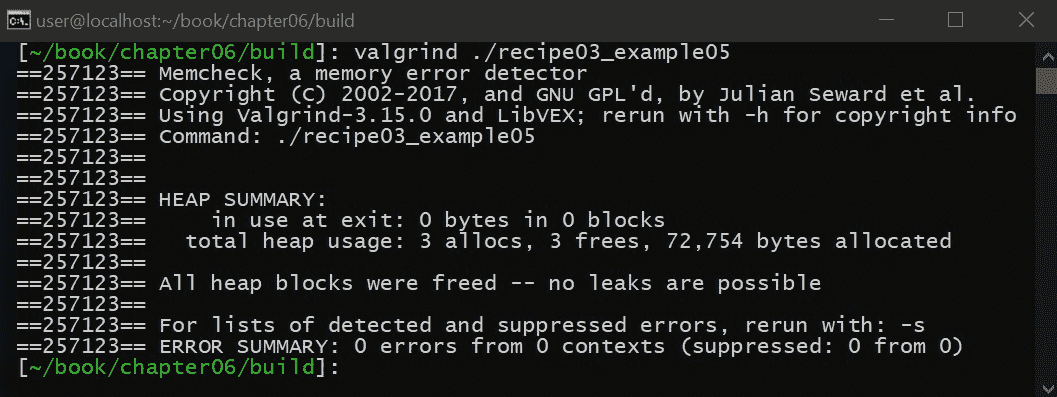 user@localhost:~/book/chapter06/build
[~/book/chapter06/build]: valgrind ./recipe03_example05
==257123== Memcheck, a memory error detector
==257123== Copyright (C) 2002-2017, and GNU GPL'd, by Julian Seward et al.
==257123== Using Valgrind-3.15.0 and LibVEX; rerun with -h for copyright info
==257123== Command: ./recipe03_example05
==257123==
==257123==
==257123== HEAP SUMMARY:
==257123==     in use at exit: 0 bytes in 0 blocks
==257123==   total heap usage: 3 allocs, 3 frees, 72,754 bytes allocated
==257123==
==257123== All heap blocks were freed -- no leaks are possible
==257123==
==257123== For lists of detected and suppressed errors, rerun with: -s
==257123== ERROR SUMMARY: 0 errors from 0 contexts (suppressed: 0 from 0)
[~/book/chapter06/build]: